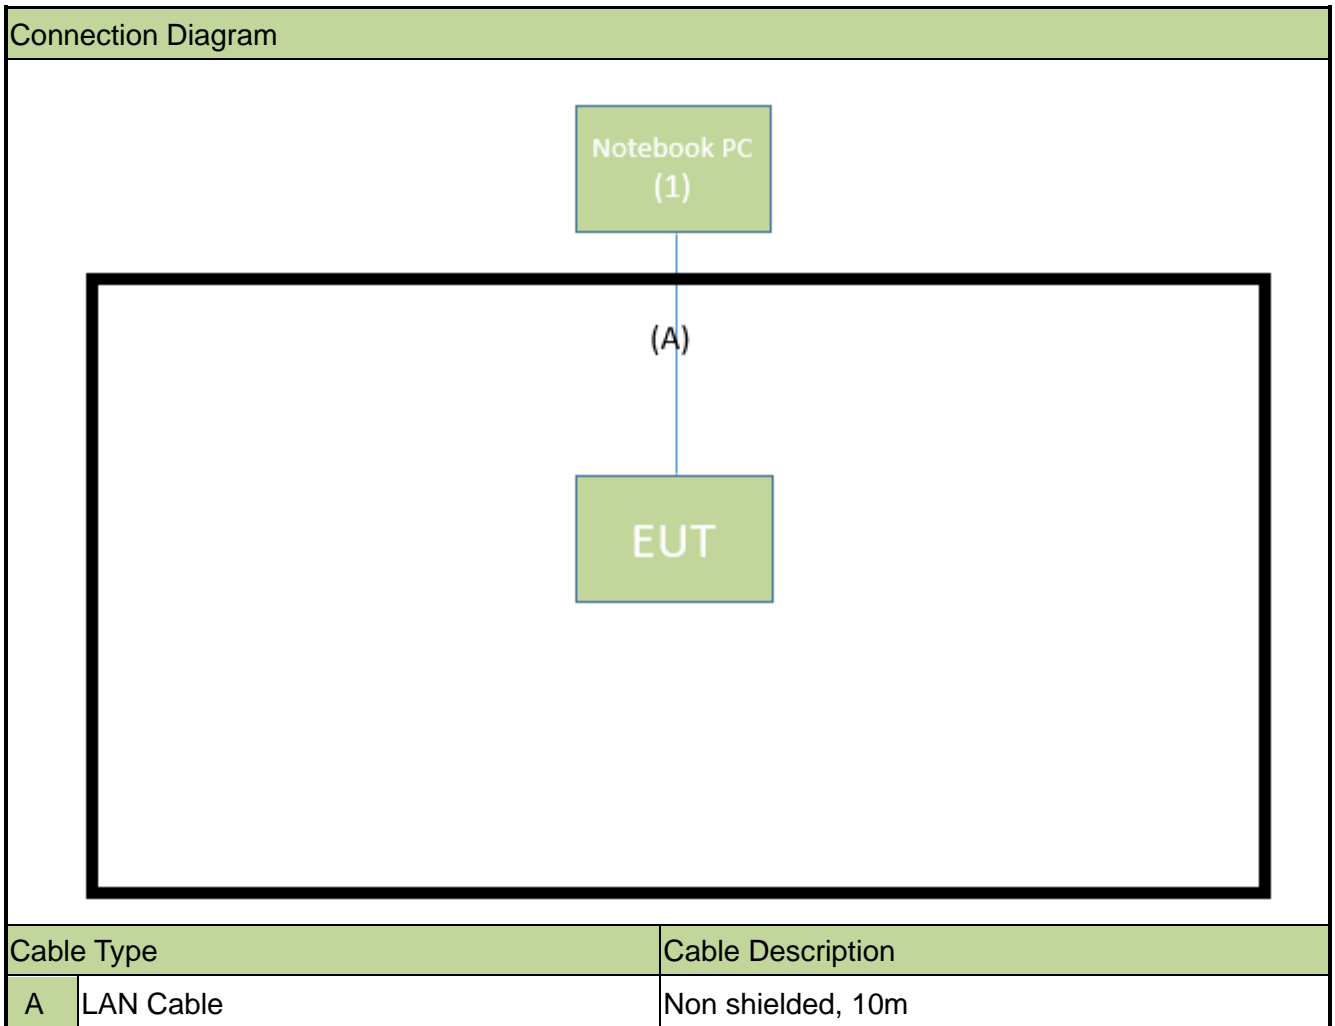 Connection Diagram
Notebook PC
(1)
(A)
EUT
Cable Type Cable Description
A LAN Cable Non shielded, 10m